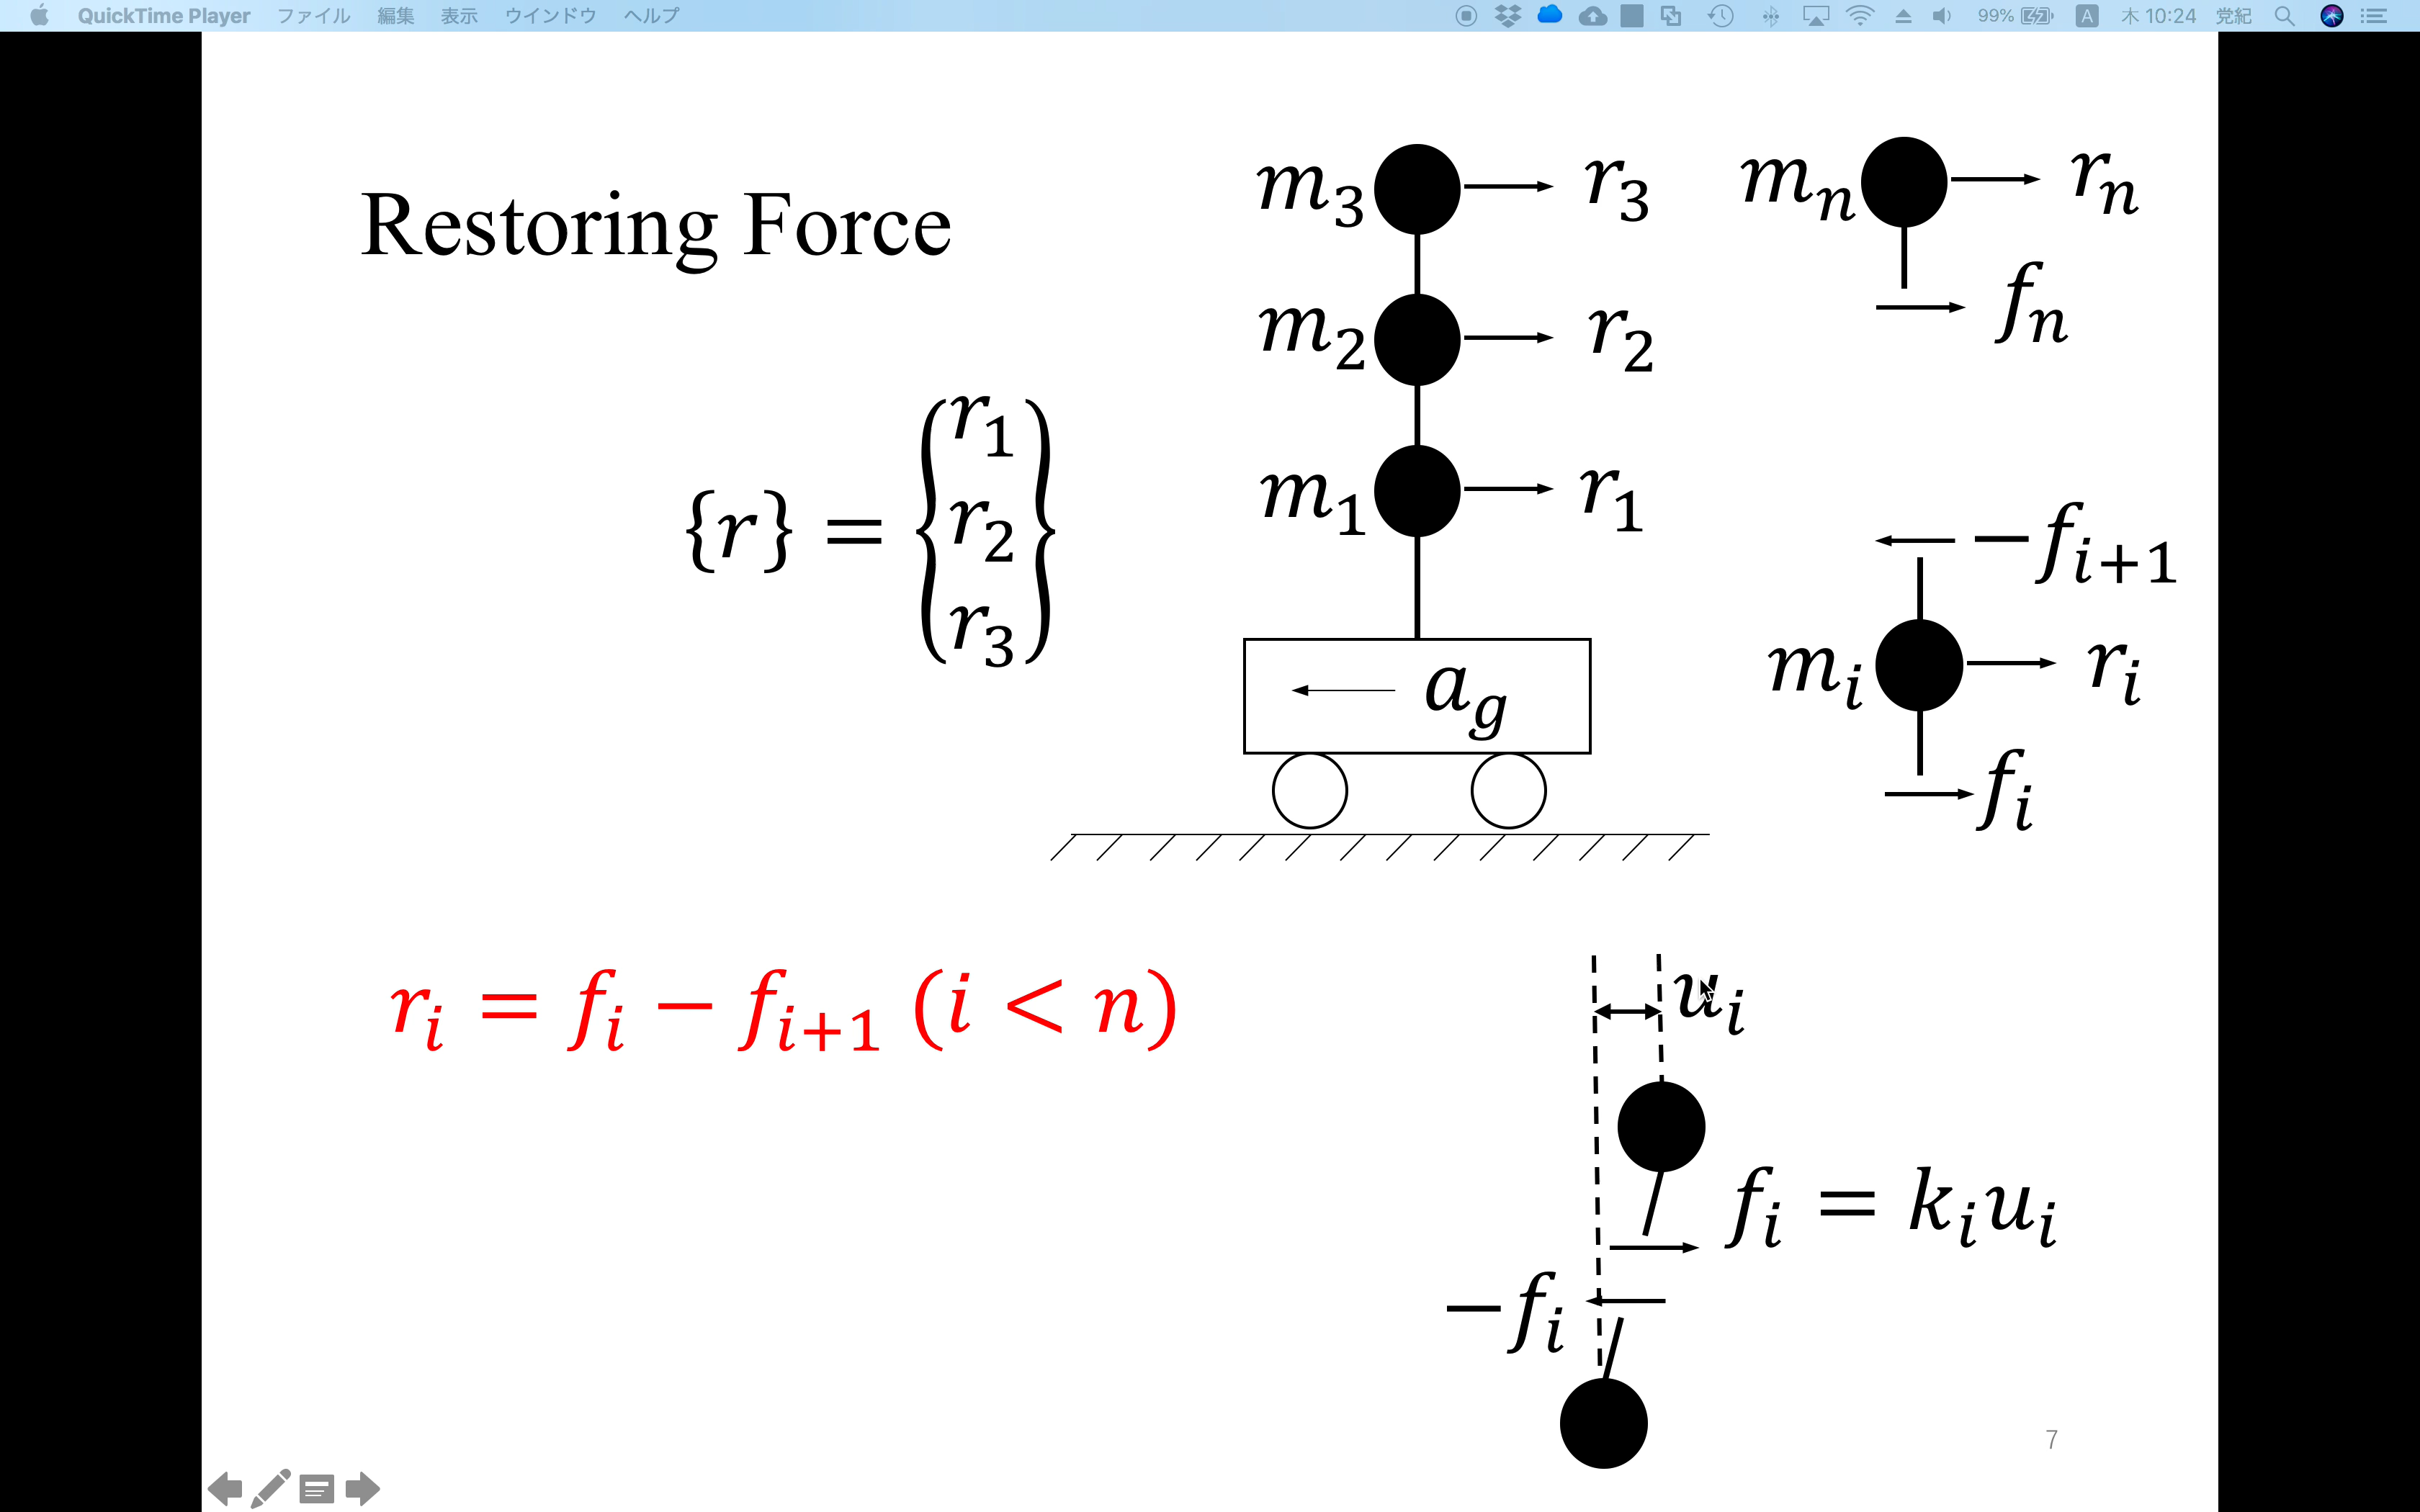 QuickTime Player ファイル 編集 表示 ウインドウ ヘルプ 99% A 木 10:24 党紀
Restoring Force
{r} = {r₁ r₂ r₃}
m₃ r₃
m₂ r₂
m₁ r₁
a_g
mₙ rₙ
fₙ
−fᵢ₊₁
mᵢ rᵢ
fᵢ
rᵢ = fᵢ − fᵢ₊₁ (i < n)
uᵢ
fᵢ = kᵢuᵢ
−fᵢ
7